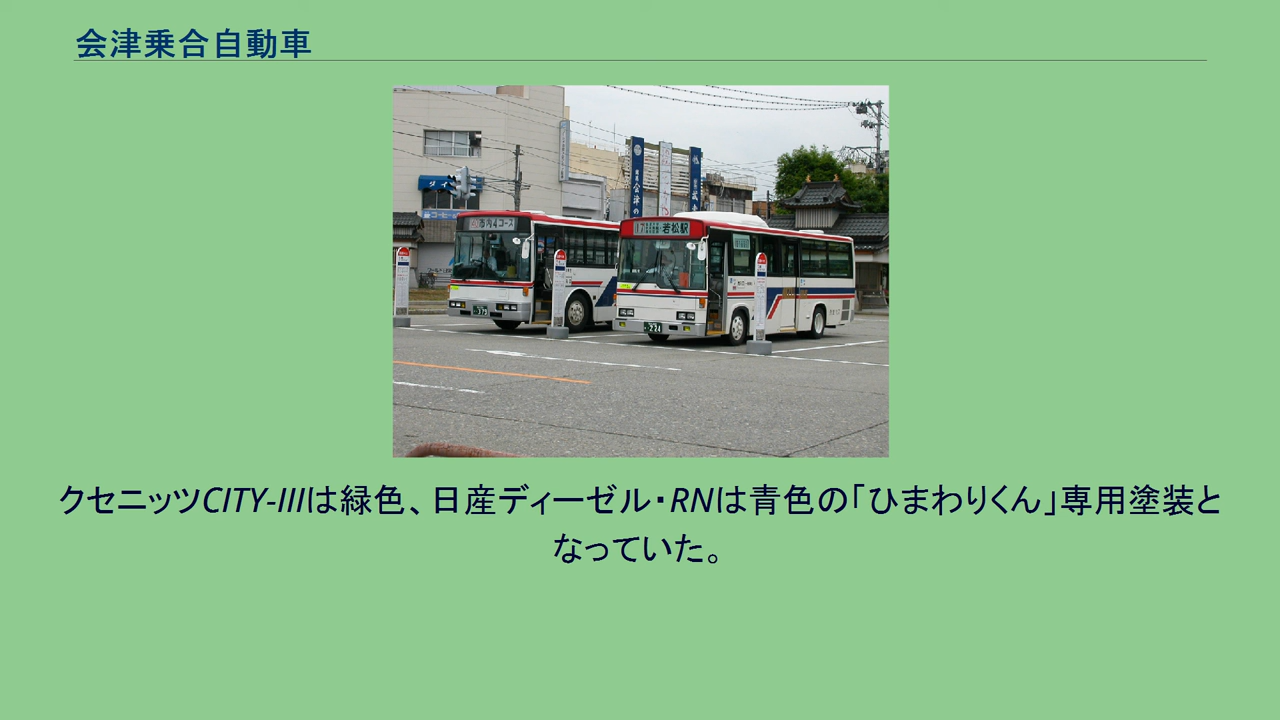 会津乗合自動車
市内4コース
若松駅
クセニッツCITY-IIIは緑色、日産ディーゼル・RNは青色の「ひまわりくん」専用塗装と
なっていた。